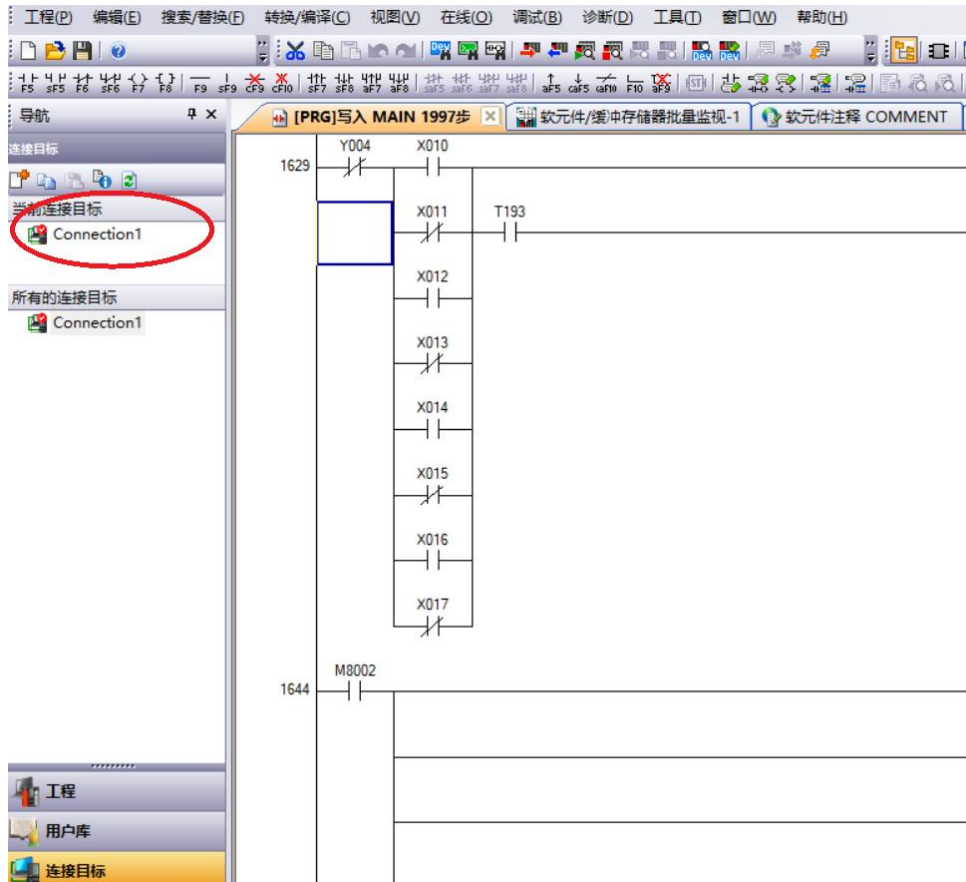 工程(P) 编辑(E) 搜索/替换(F) 转换/编译(C) 视图(V) 在线(O) 调试(B) 诊断(D) 工具(T) 窗口(W) 帮助(H)
F5 sF5 F6 sF6 F7 F8 F9 sF9 cF9 cF10 sF7 sF8 aF7 aF8 saF5 saF6 saF7 saF8 aF5 caF5 caF10 F10 aF9
导航
[PRG]写入 MAIN 1997步
软元件/缓冲存储器批量监视-1
软元件注释 COMMENT
连接目标
当前连接目标
Connection1
所有的连接目标
Connection1
工程
用户库
连接目标
1629
Y004 X010
X011 T193
X012
X013
X014
X015
X016
X017
M8002
1644